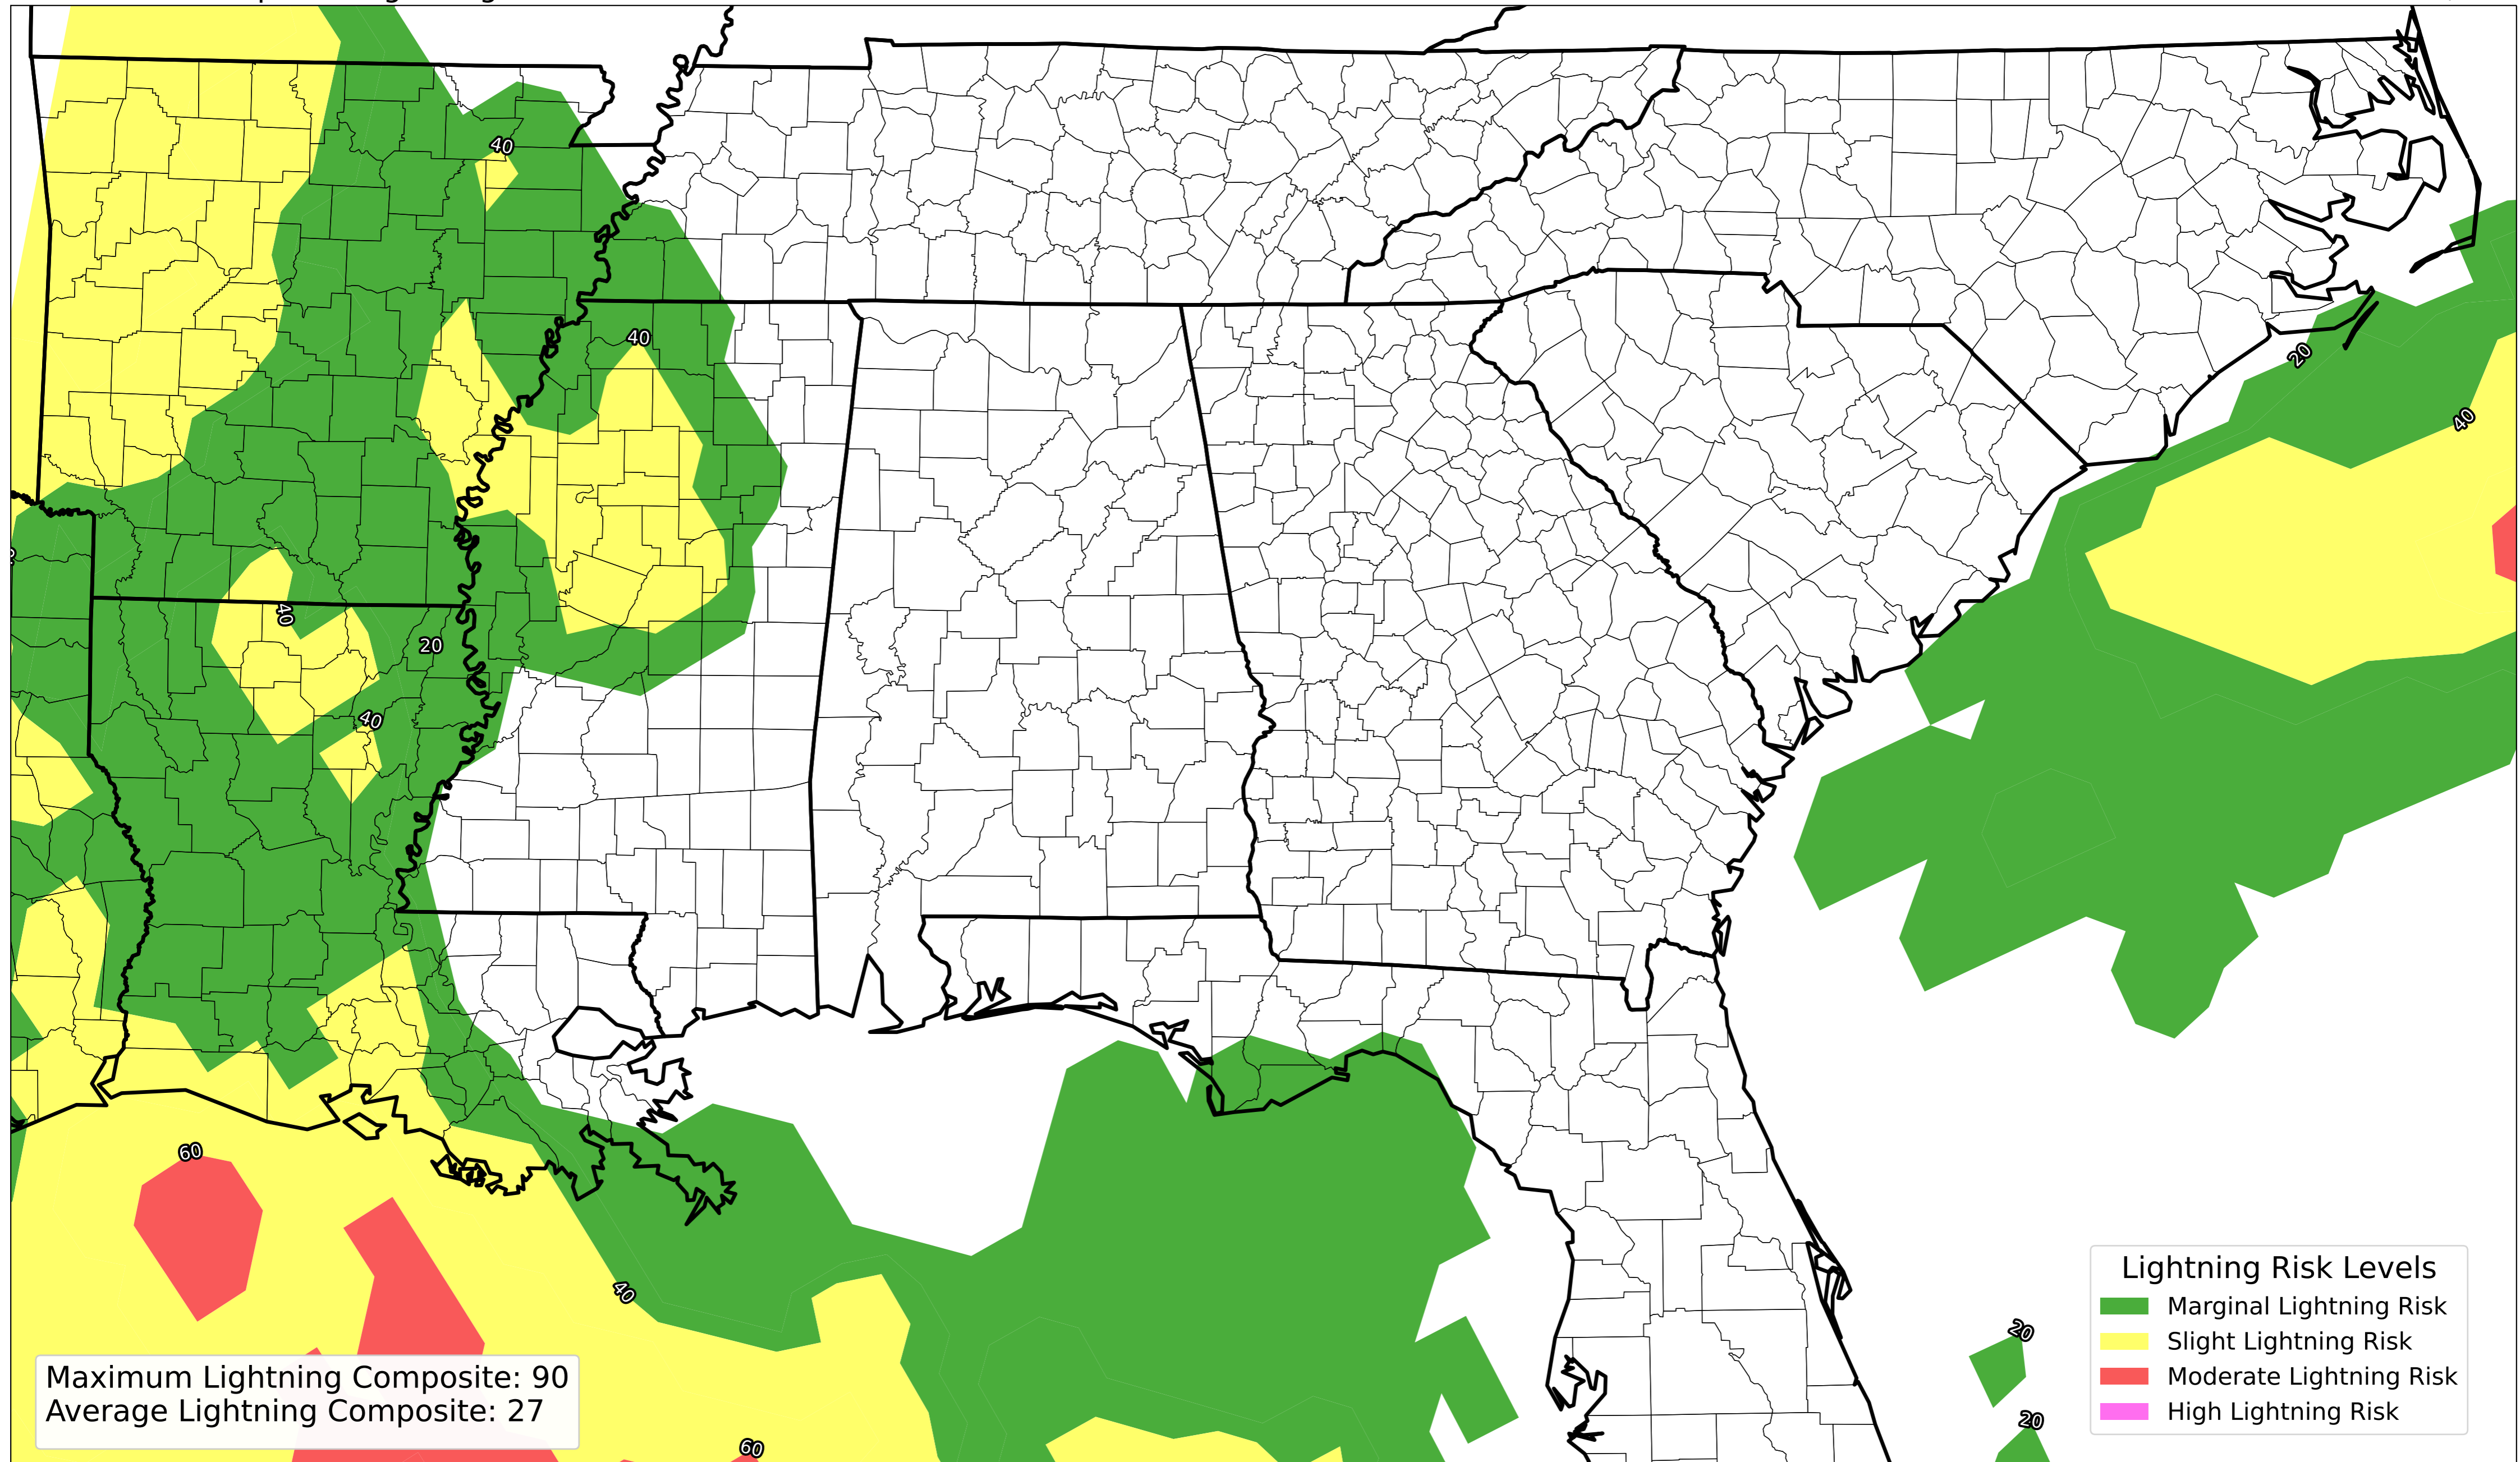 40
40
20
40
40
20
40
60
40
60
20
20
Lightning Risk Levels
Marginal Lightning Risk
Slight Lightning Risk
Moderate Lightning Risk
High Lightning Risk
Maximum Lightning Composite: 90
Average Lightning Composite: 27